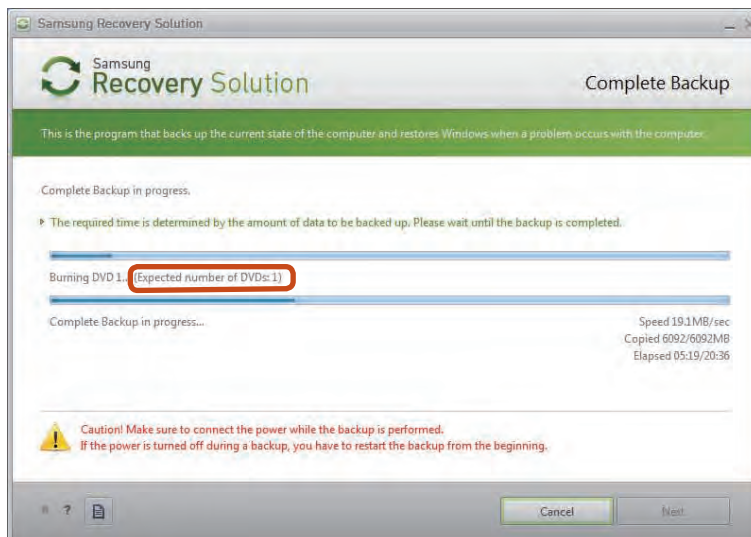 Samsung Recovery Solution
Samsung
Recovery Solution
Complete Backup
This is the program that backs up the current state of the computer and restores Windows when a problem occurs with the computer.
Complete Backup in progress.
The required time is determined by the amount of data to be backed up. Please wait until the backup is completed.
Burning DVD 1... (Expected number of DVDs: 1)
Complete Backup in progress...
Speed 19.1MB/sec
Copied 6092/6092MB
Elapsed 05:19/20:36
Caution! Make sure to connect the power while the backup is performed.
If the power is turned off during a backup, you have to restart the backup from the beginning.
?
Cancel
Next